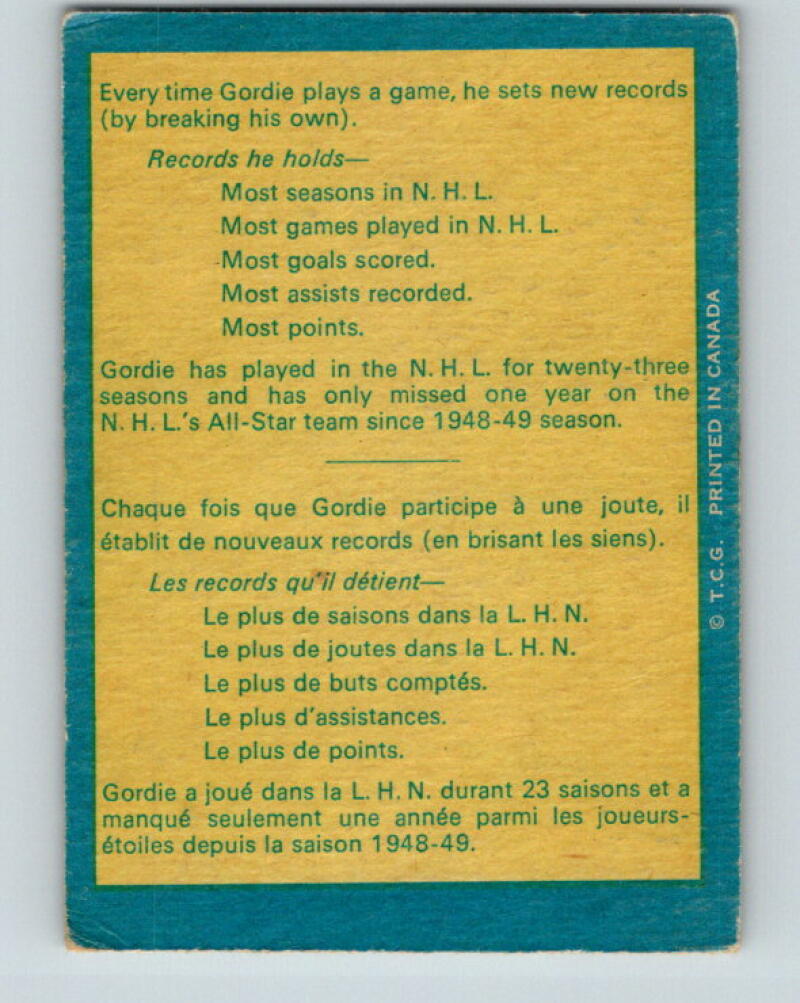 Every time Gordie plays a game, he sets new records
(by breaking his own).
Records he holds—
Most seasons in N. H. L.
Most games played in N. H. L.
Most goals scored.
Most assists recorded.
Most points.
Gordie has played in the N. H. L. for twenty-three
seasons and has only missed one year on the
N. H. L.'s All-Star team since 1948-49 season.
Chaque fois que Gordie participe à une joute, il
établit de nouveaux records (en brisant les siens).
Les records qu'il détient—
Le plus de saisons dans la L. H. N.
Le plus de joutes dans la L. H. N.
Le plus de buts comptés.
Le plus d'assistances.
Le plus de points.
Gordie a joué dans la L. H. N. durant 23 saisons et a
manqué seulement une année parmi les joueurs-
étoiles depuis la saison 1948-49.
© T.C.G. PRINTED IN CANADA